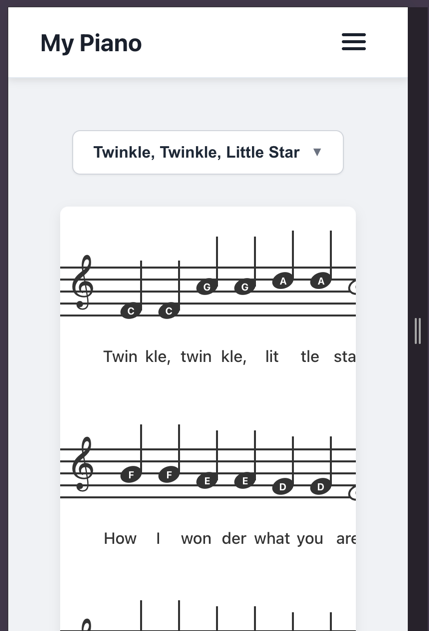 My Piano
Twinkle, Twinkle, Little Star ▼
C C G G A A
Twin kle, twin kle, lit tle sta
F F E E D D
How I won der what you are